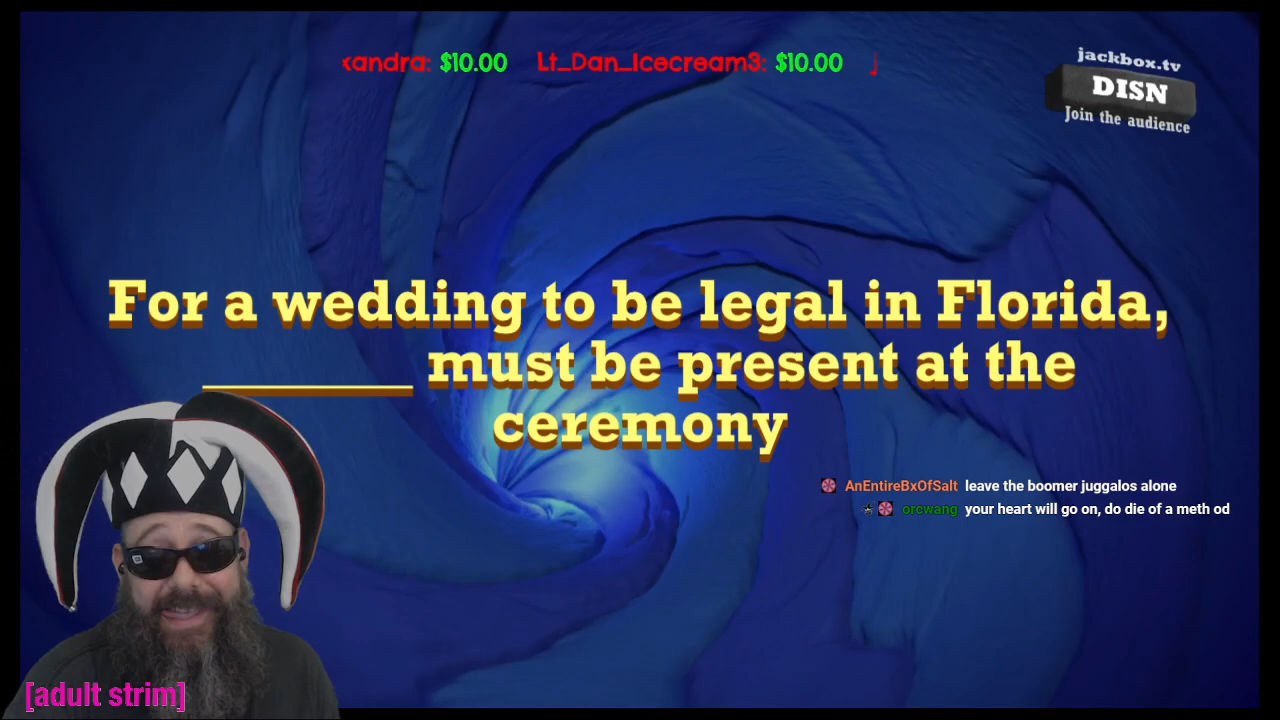 xandra: $10.00 Lt_Dan_Icecream3: $10.00
jackbox.tv
DISN
Join the audience
For a wedding to be legal in Florida,
________ must be present at the
ceremony
AnEntireBxOfSalt leave the boomer juggalos alone
orcwang your heart will go on, do die of a meth od
[adult strim]